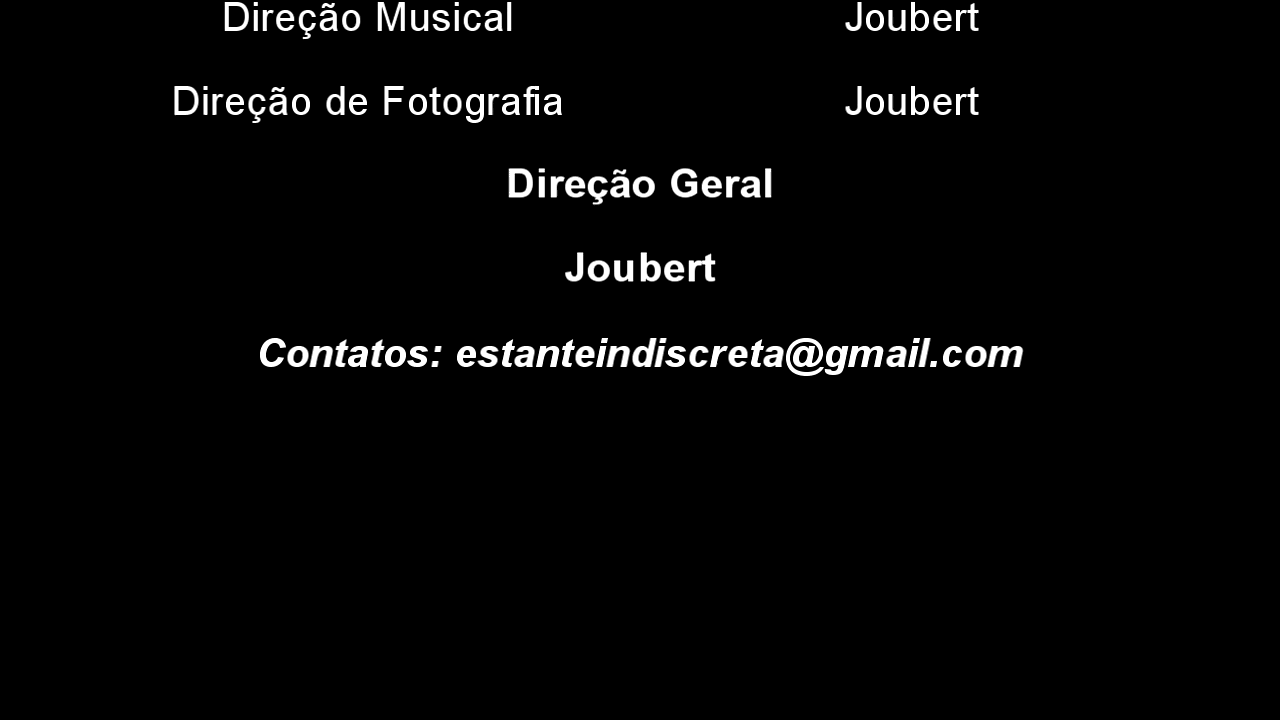 Direção Musical Joubert
Direção de Fotografia Joubert
Direção Geral
Joubert
Contatos: estanteindiscreta@gmail.com